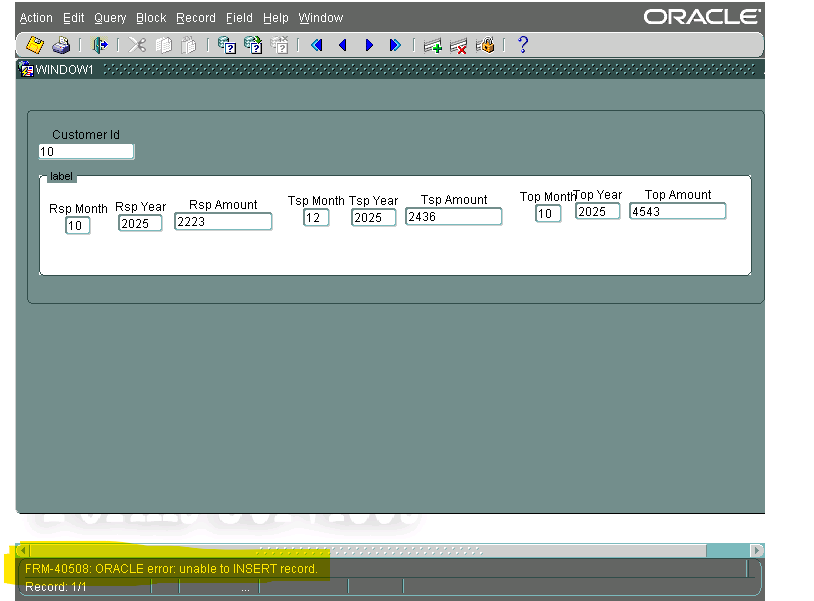 Action Edit Query Block Record Field Help Window
ORACLE
WINDOW1
Customer Id
10
label
Rsp Month Rsp Year Rsp Amount Tsp Month Tsp Year Tsp Amount Top Month Top Year Top Amount
10 2025 2223 12 2025 2436 10 2025 4543
FRM-40508: ORACLE error: unable to INSERT record.
Record: 1/1 ...